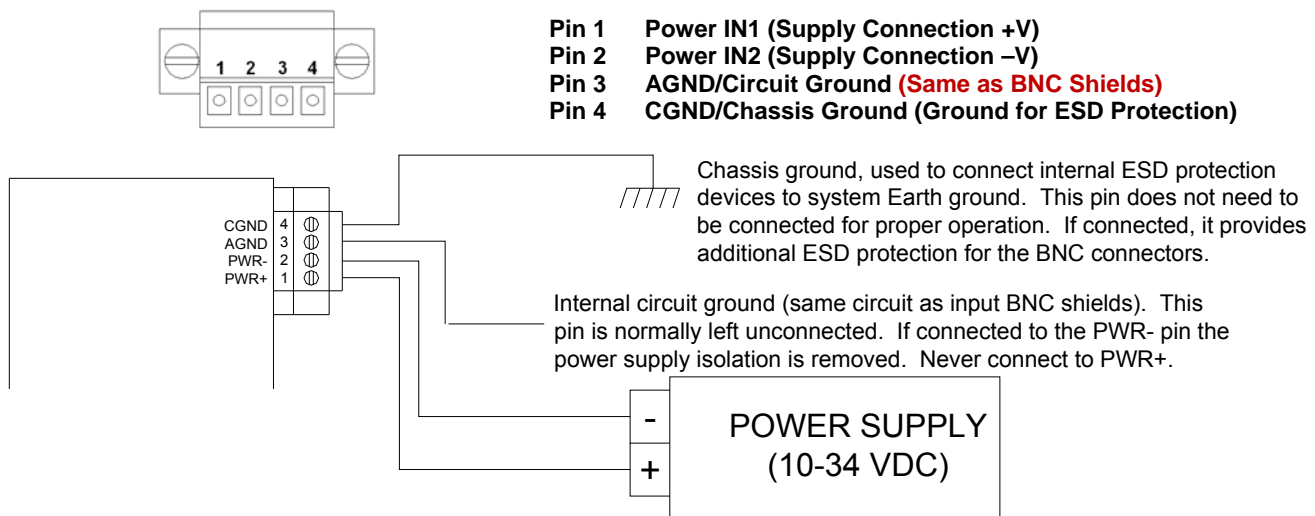 1 2 3 4
Pin 1 Power IN1 (Supply Connection +V)
Pin 2 Power IN2 (Supply Connection –V)
Pin 3 AGND/Circuit Ground (Same as BNC Shields)
Pin 4 CGND/Chassis Ground (Ground for ESD Protection)
Chassis ground, used to connect internal ESD protection
devices to system Earth ground. This pin does not need to
be connected for proper operation. If connected, it provides
additional ESD protection for the BNC connectors.
CGND 4
AGND 3
PWR- 2
PWR+ 1
Internal circuit ground (same circuit as input BNC shields). This
pin is normally left unconnected. If connected to the PWR- pin the
power supply isolation is removed. Never connect to PWR+.
-
+
POWER SUPPLY
(10-34 VDC)